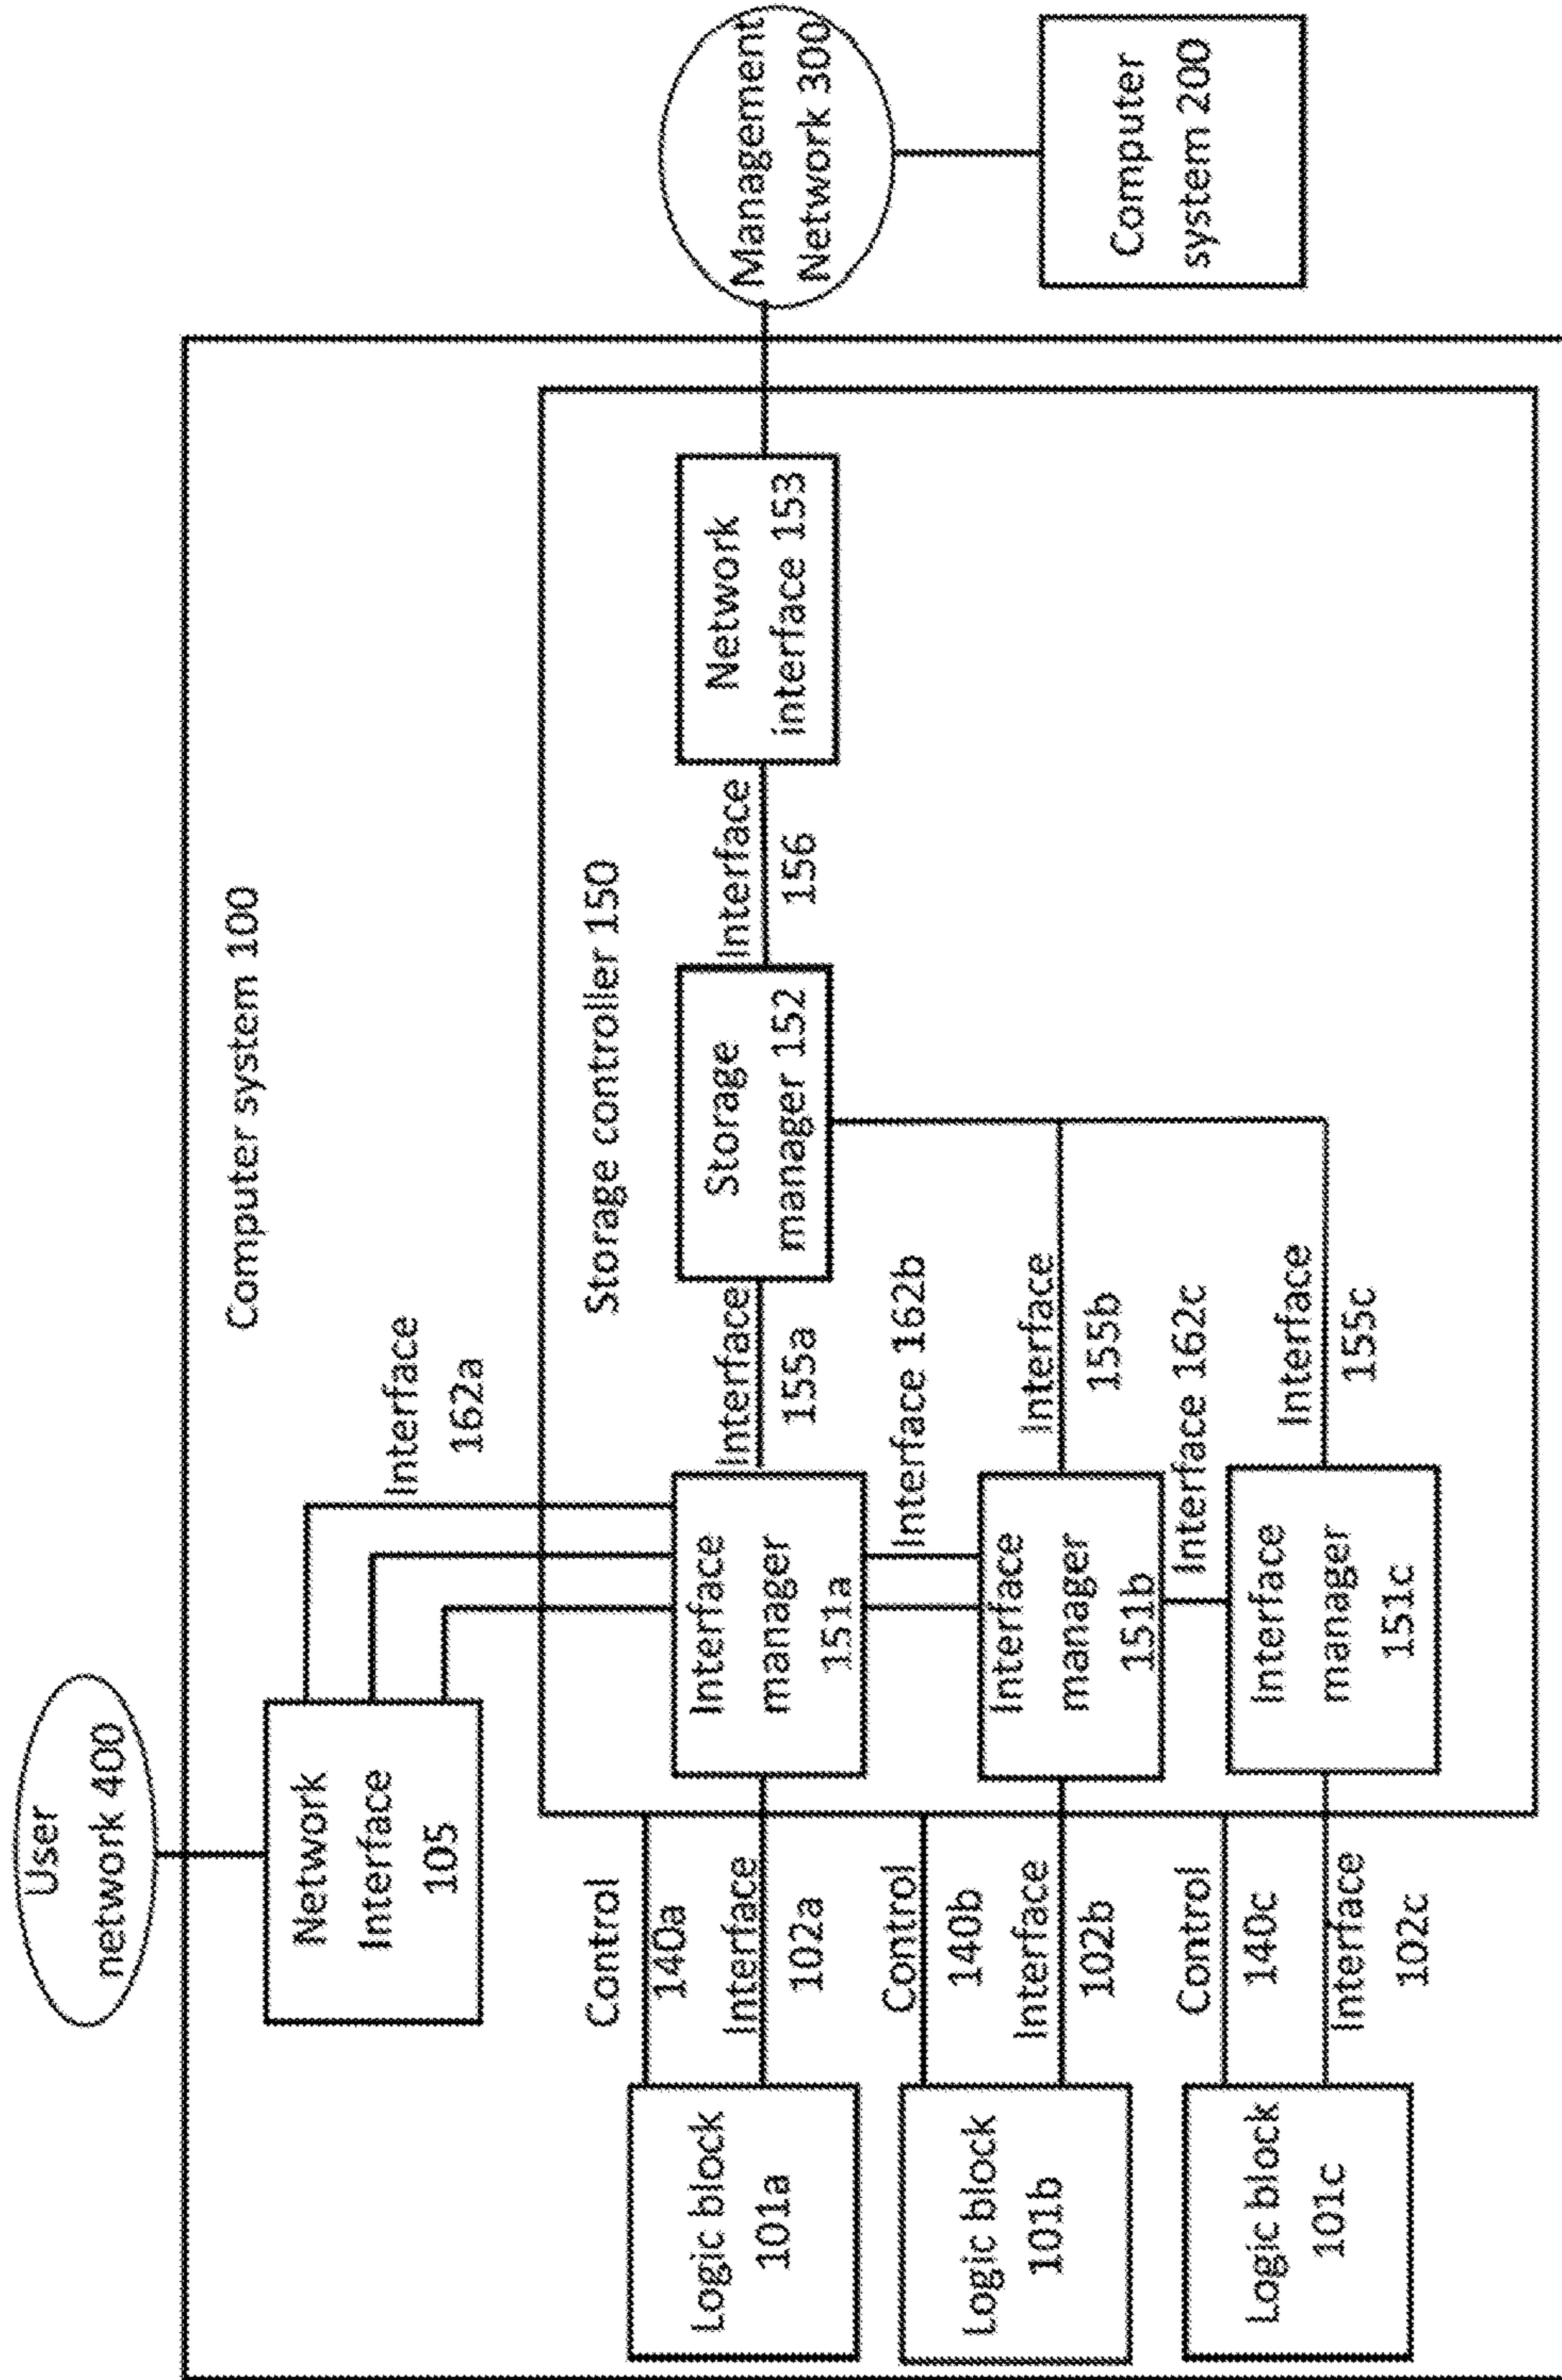 User
network 400
Computer system 100
Network
Interface
105
Interface
162a
Storage controller 150
Control
140a
Interface
102a
Logic block
101a
Interface
manager
151a
Interface
155a
Storage
manager 152
Interface
156
Network
interface 153
Management
Network 300
Interface 162b
Control
140b
Interface
102b
Logic block
101b
Interface
manager
151b
Interface
155b
Interface 162c
Control
140c
Interface
102c
Logic block
101c
Interface
manager
151c
Interface
155c
Computer
system 200